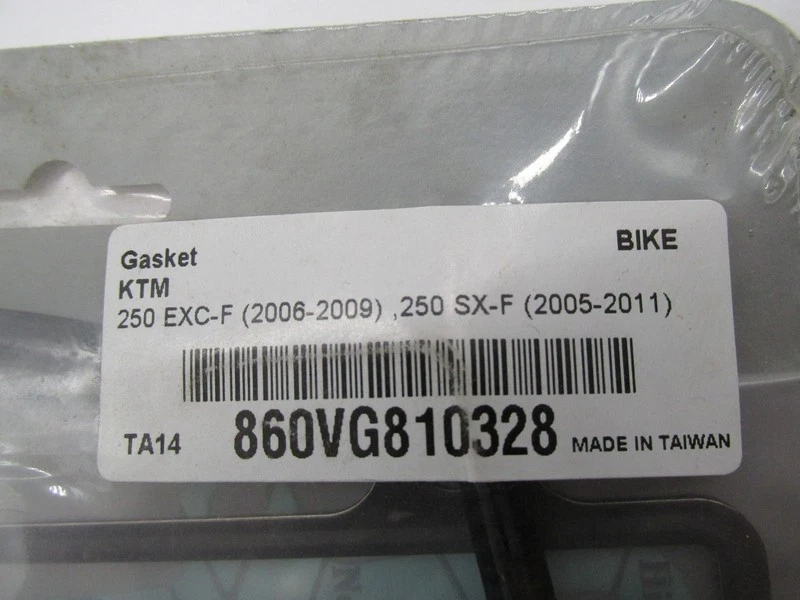 Gasket
BIKE
KTM
250 EXC-F (2006-2009) ,250 SX-F (2005-2011)
TA14 860VG810328 MADE IN TAIWAN